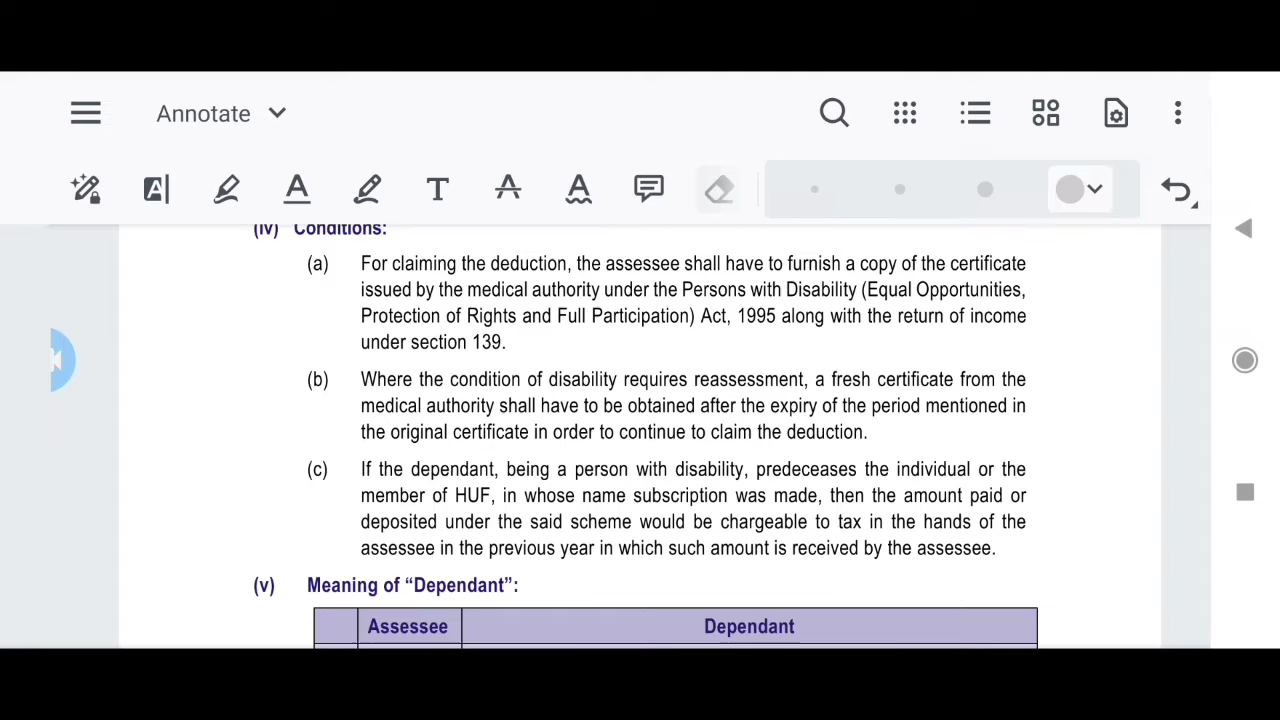 Annotate
(iv) Conditions:
(a) For claiming the deduction, the assessee shall have to furnish a copy of the certificate
issued by the medical authority under the Persons with Disability (Equal Opportunities,
Protection of Rights and Full Participation) Act, 1995 along with the return of income
under section 139.
(b) Where the condition of disability requires reassessment, a fresh certificate from the
medical authority shall have to be obtained after the expiry of the period mentioned in
the original certificate in order to continue to claim the deduction.
(c) If the dependant, being a person with disability, predeceases the individual or the
member of HUF, in whose name subscription was made, then the amount paid or
deposited under the said scheme would be chargeable to tax in the hands of the
assessee in the previous year in which such amount is received by the assessee.
(v) Meaning of “Dependant”:
Assessee Dependant